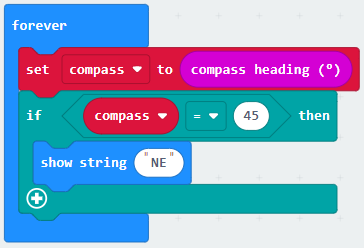 forever
set compass to compass heading (°)
if compass = 45 then
show string "NE"